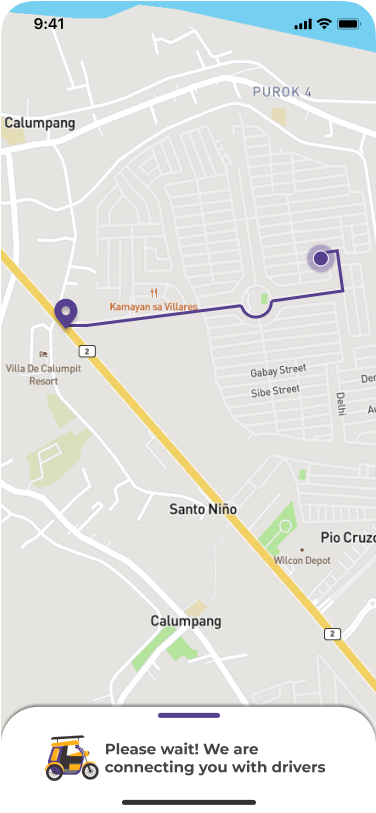 9:41
PUROK 4
Calumpang
Kamayan sa Villares
2
Villa De Calumpit
Resort
Gabay Street
Sibe Street
Delhi
Santo Niño
Pio Cruzc
Wilcon Depot
Calumpang
2
Please wait! We are
connecting you with drivers